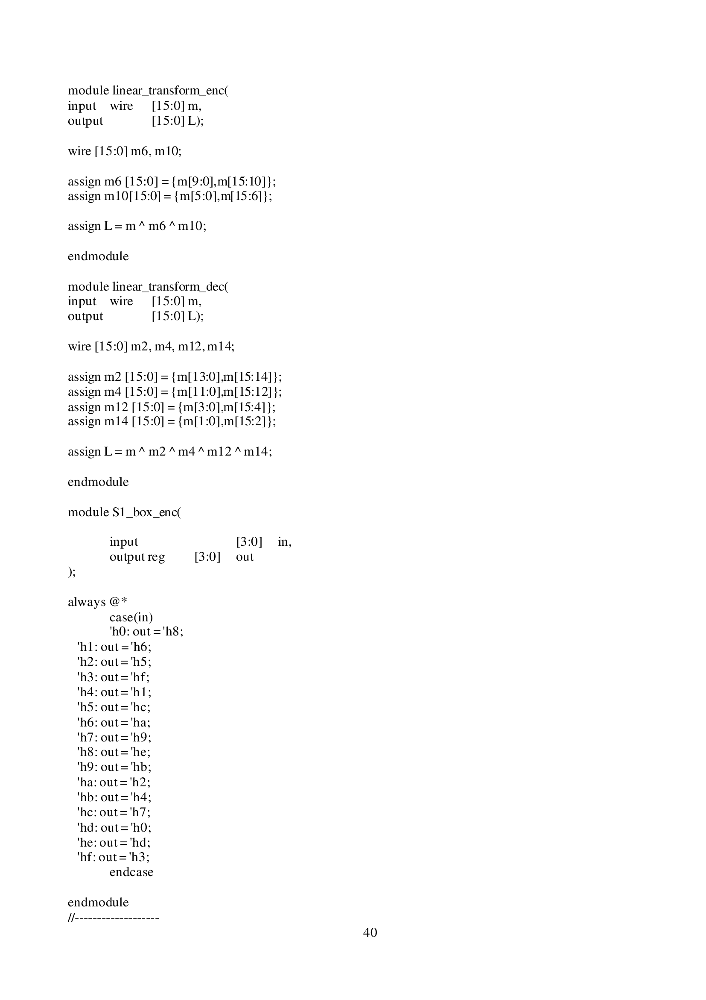 module linear_transform_enc(
input wire [15:0] m,
output [15:0] L);
wire [15:0] m6, m10;
assign m6 [15:0] = {m[9:0],m[15:10]};
assign m10[15:0] = {m[5:0],m[15:6]};
assign L = m ^ m6 ^ m10;
endmodule
module linear_transform_dec(
input wire [15:0] m,
output [15:0] L);
wire [15:0] m2, m4, m12, m14;
assign m2 [15:0] = {m[13:0],m[15:14]};
assign m4 [15:0] = {m[11:0],m[15:12]};
assign m12 [15:0] = {m[3:0],m[15:4]};
assign m14 [15:0] = {m[1:0],m[15:2]};
assign L = m ^ m2 ^ m4 ^ m12 ^ m14;
endmodule
module S1_box_enc(
input [3:0] in,
output reg [3:0] out
);
always @*
case(in)
'h0: out = 'h8;
'h1: out = 'h6;
'h2: out = 'h5;
'h3: out = 'hf;
'h4: out = 'h1;
'h5: out = 'hc;
'h6: out = 'ha;
'h7: out = 'h9;
'h8: out = 'he;
'h9: out = 'hb;
'ha: out = 'h2;
'hb: out = 'h4;
'hc: out = 'h7;
'hd: out = 'h0;
'he: out = 'hd;
'hf: out = 'h3;
endcase
endmodule
//-------------------
40